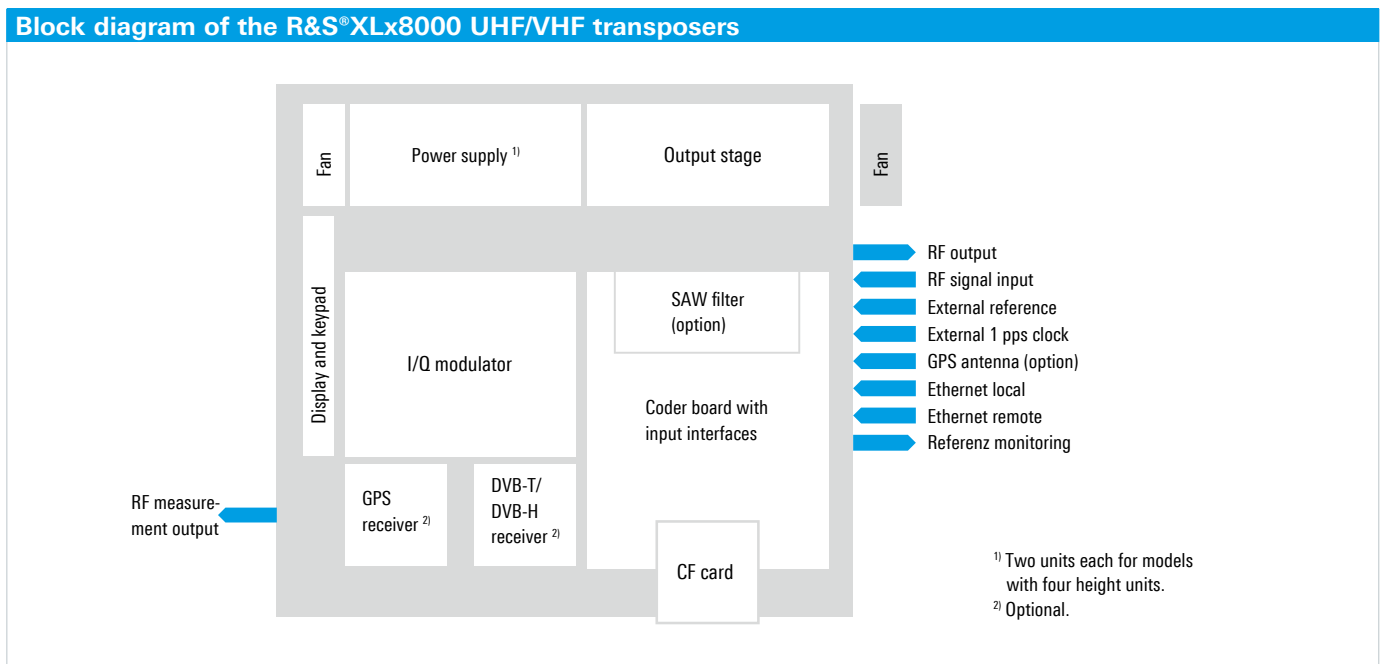 Block diagram of the R&S®XLx8000 UHF/VHF transposers
Fan
Power supply 1)
Output stage
Fan
Display and keypad
I/Q modulator
SAW filter
(option)
Coder board with
input interfaces
GPS
receiver 2)
DVB-T/
DVB-H
receiver 2)
CF card
RF measure-
ment output
RF output
RF signal input
External reference
External 1 pps clock
GPS antenna (option)
Ethernet local
Ethernet remote
Referenz monitoring
1) Two units each for models
with four height units.
2) Optional.